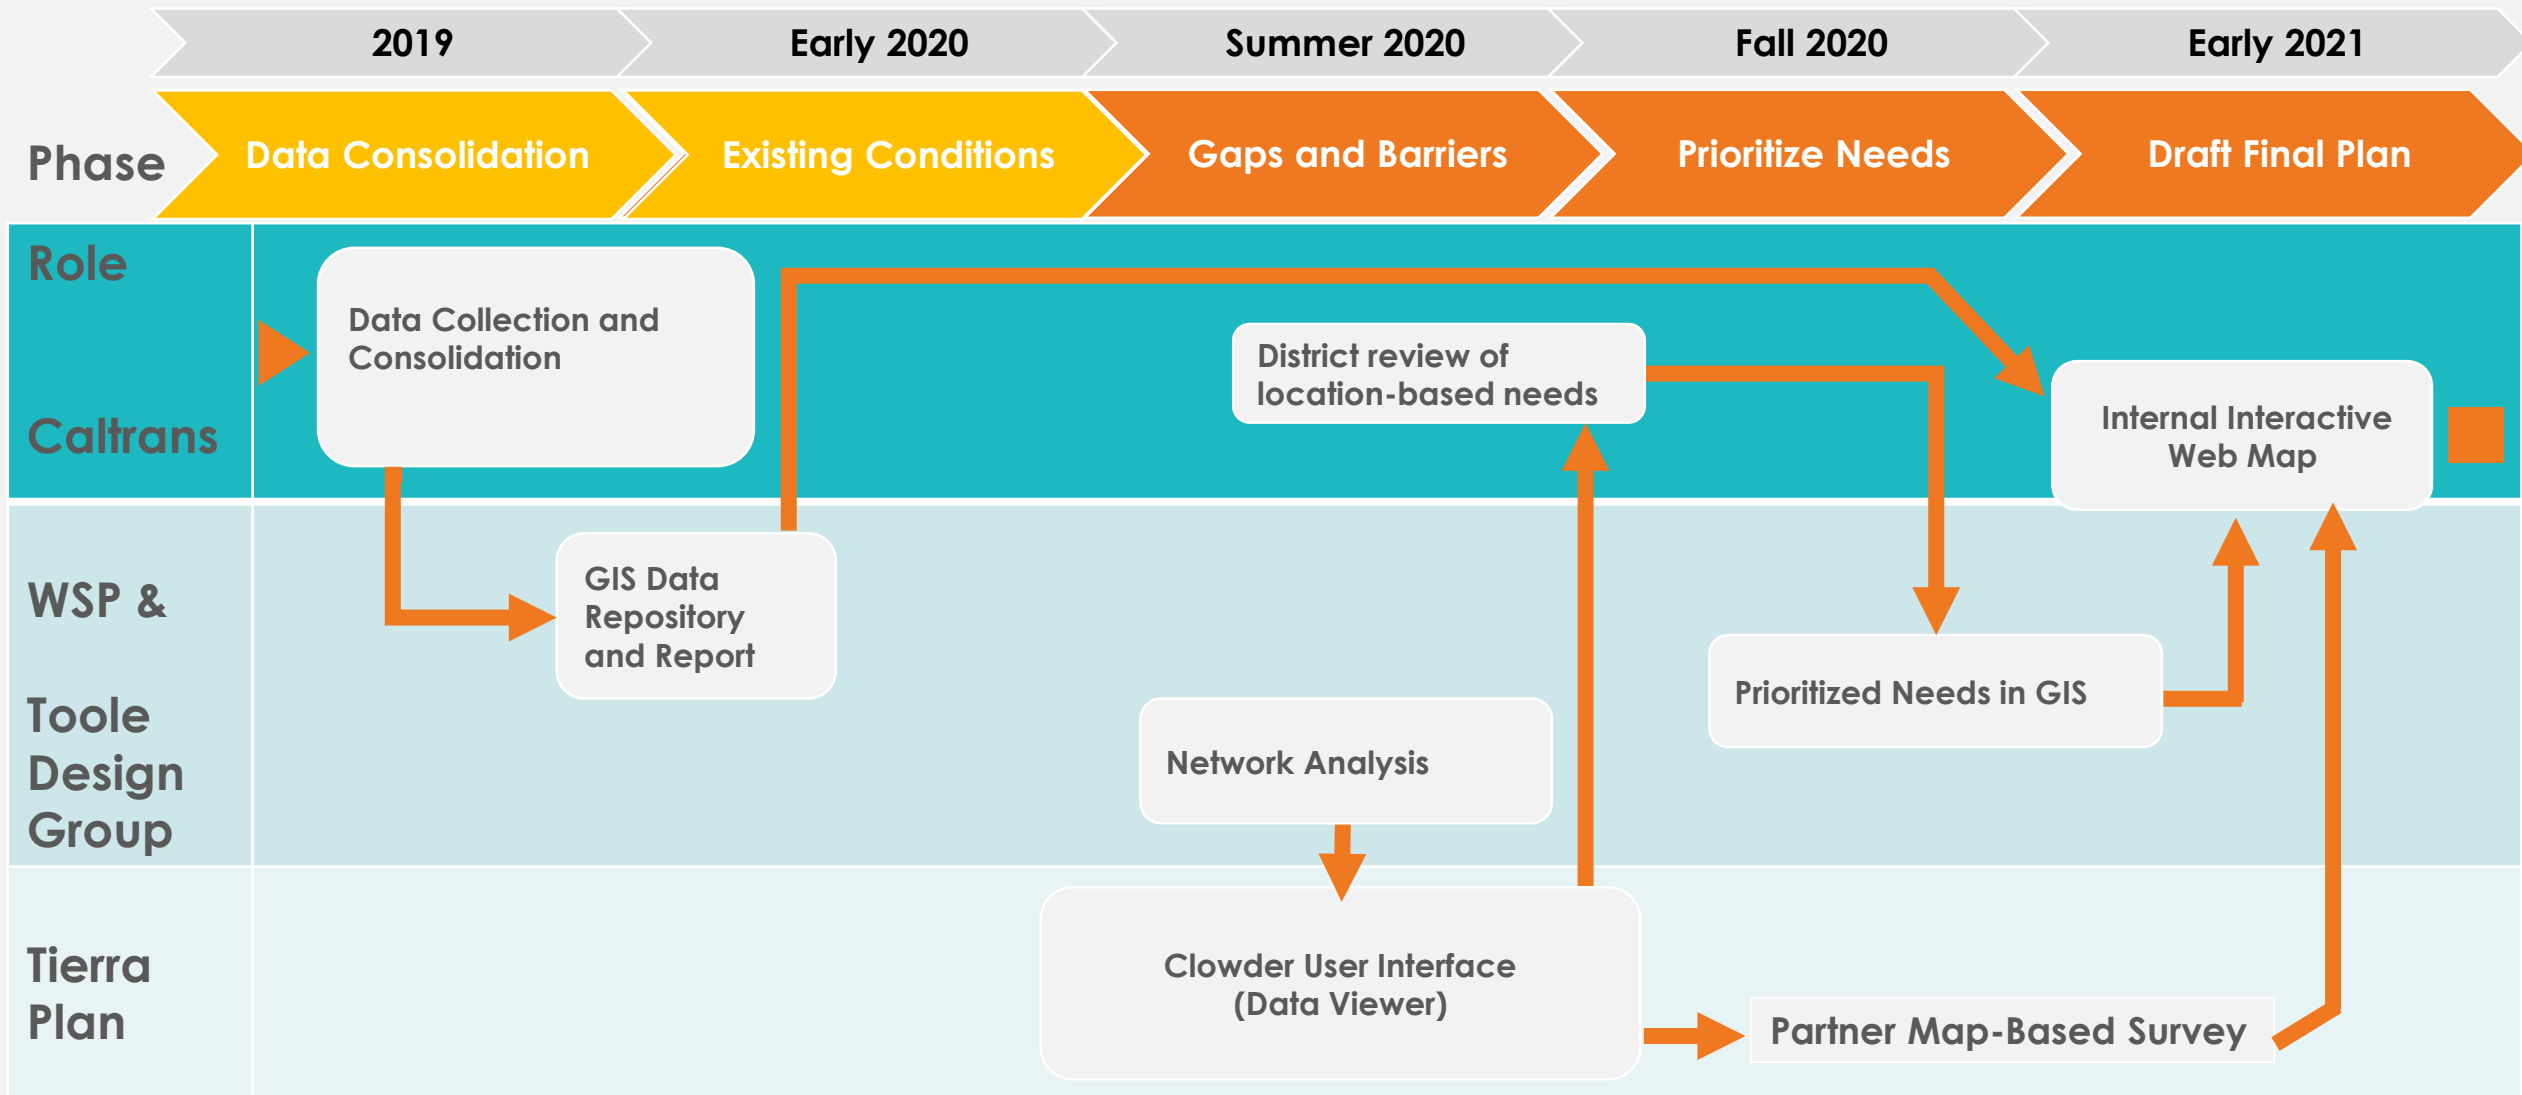 2019
Early 2020
Summer 2020
Fall 2020
Early 2021
Phase
Data Consolidation
Existing Conditions
Gaps and Barriers
Prioritize Needs
Draft Final Plan
Role
Caltrans
Data Collection and
Consolidation
District review of
location-based needs
Internal Interactive
Web Map
WSP &
Toole
Design
Group
GIS Data
Repository
and Report
Network Analysis
Prioritized Needs in GIS
Tierra
Plan
Clowder User Interface
(Data Viewer)
Partner Map-Based Survey